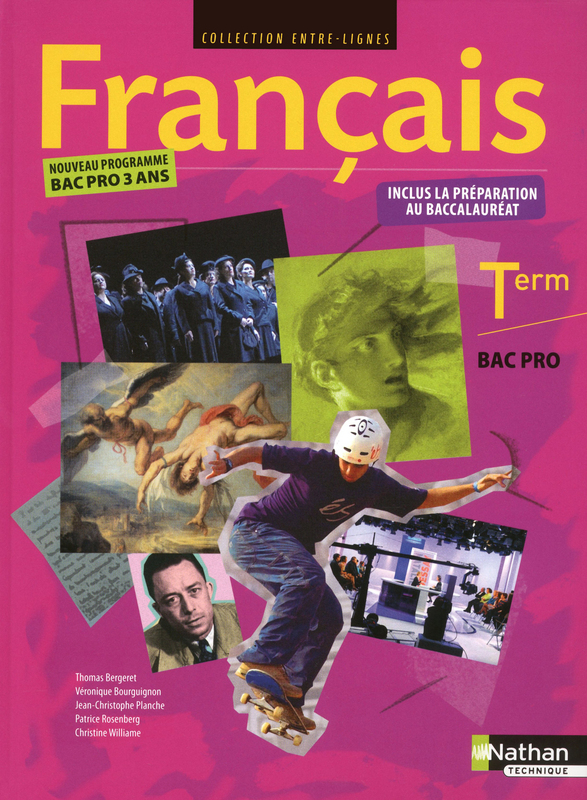 COLLECTION ENTRE-LIGNES
Français
NOUVEAU PROGRAMME
BAC PRO 3 ANS
INCLUS LA PRÉPARATION
AU BACCALAURÉAT
Term
BAC PRO
Thomas Bergeret
Véronique Bourguignon
Jean-Christophe Planche
Patrice Rosenberg
Christine Williame
Nathan
TECHNIQUE